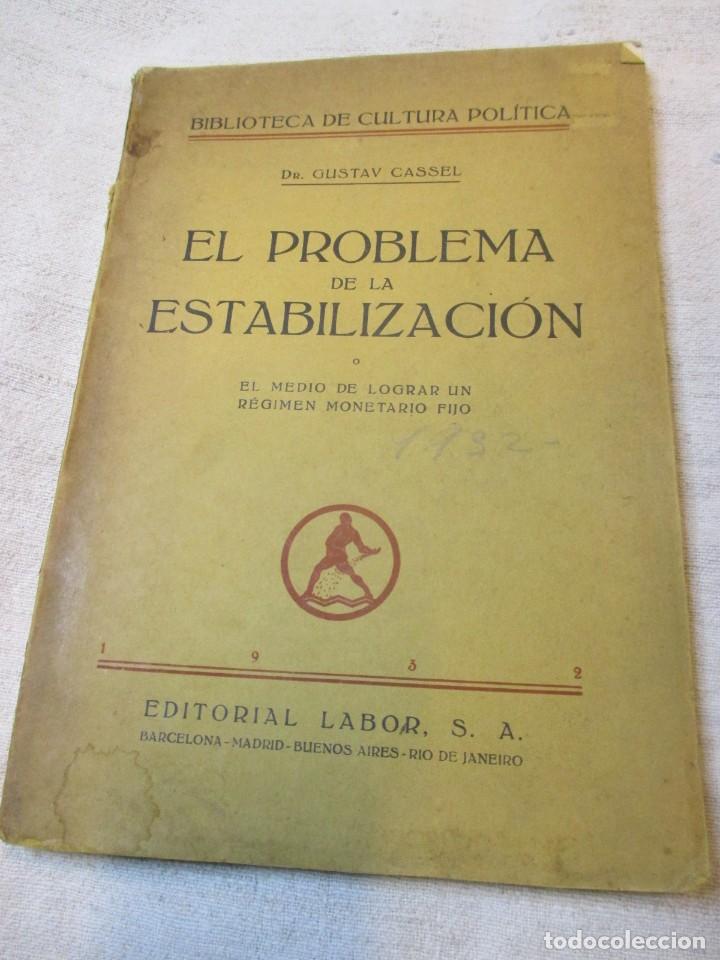 BIBLIOTECA DE CULTURA POLÍTICA
DR. GUSTAV CASSEL
EL PROBLEMA
DE LA
ESTABILIZACIÓN
O
EL MEDIO DE LOGRAR UN
RÉGIMEN MONETARIO FIJO
1932-
1 9 3 2
EDITORIAL LABOR, S. A.
BARCELONA-MADRID-BUENOS AIRES-RIO DE JANEIRO
todocoleccion